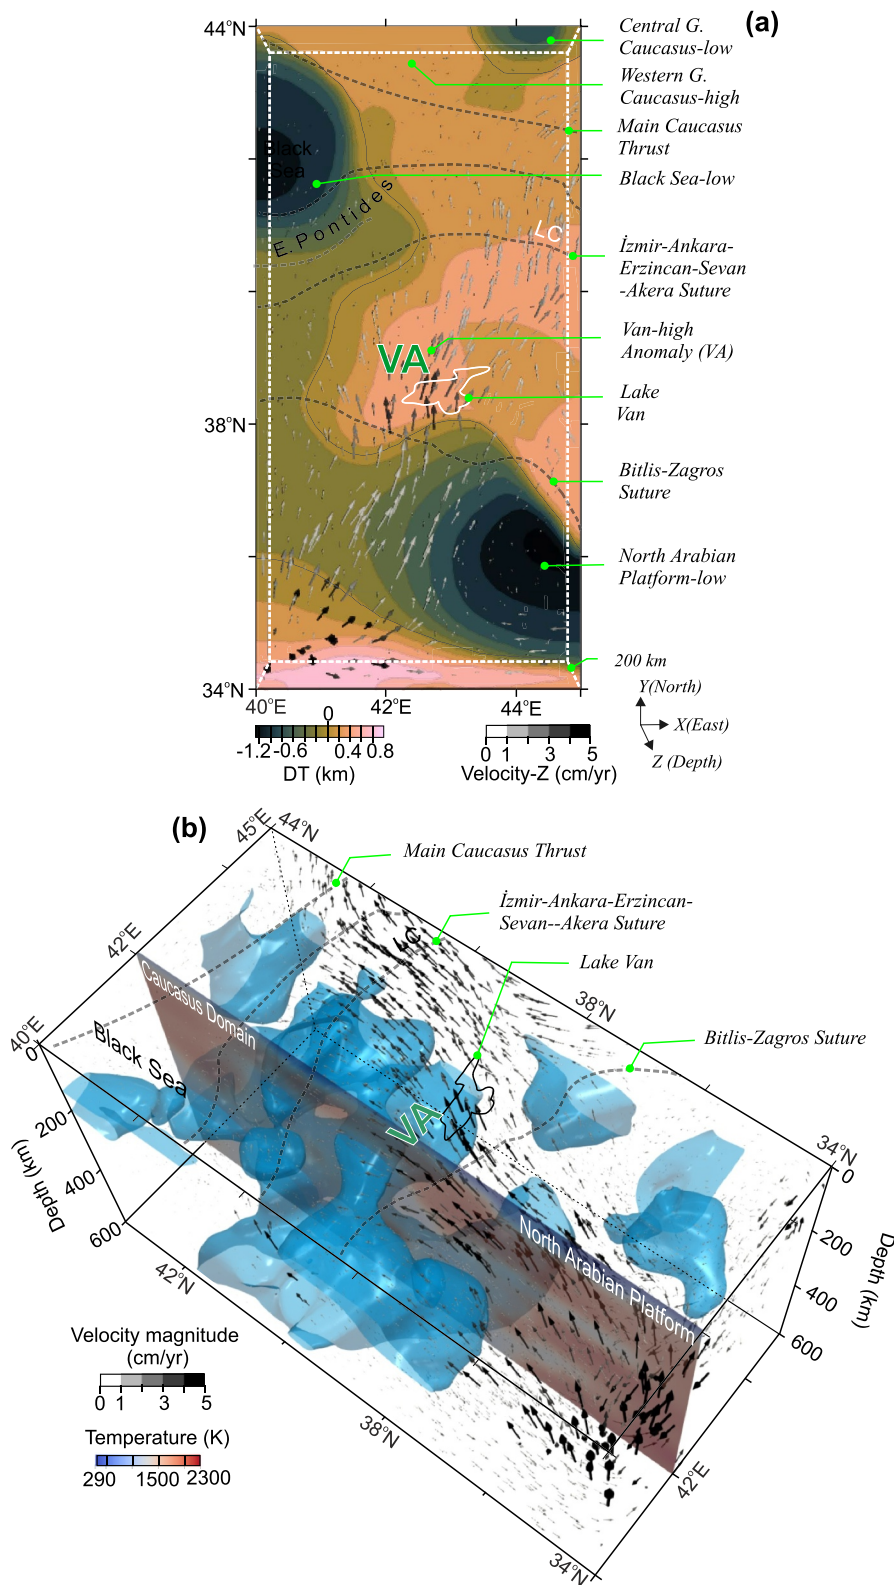 (a)
44°N
38°N
34°N
40°E
42°E
44°E
Black
Sea
E. Pontides
LC
VA
Central G.
Caucasus-low
Western G.
Caucasus-high
Main Caucasus
Thrust
Black Sea-low
İzmir-Ankara-
Erzincan-Sevan
-Akera Suture
Van-high
Anomaly (VA)
Lake
Van
Bitlis-Zagros
Suture
North Arabian
Platform-low
200 km
Y(North)
X(East)
Z (Depth)
0
-1.2 -0.6 0.4 0.8
DT (km)
0 1 3 5
Velocity-Z (cm/yr)
(b)
45°E
44°N
42°E
40°E
0
200
400
600
Depth (km)
Main Caucasus Thrust
İzmir-Ankara-Erzincan-
Sevan--Akera Suture
Lake Van
Bitlis-Zagros Suture
LC
38°N
34°N
Caucasus Domain
Black Sea
VA
North Arabian Platform
0
200
400
600
Depth (km)
42°N
38°N
34°N
42°E
Velocity magnitude
(cm/yr)
0 1 3 5
Temperature (K)
290 1500 2300